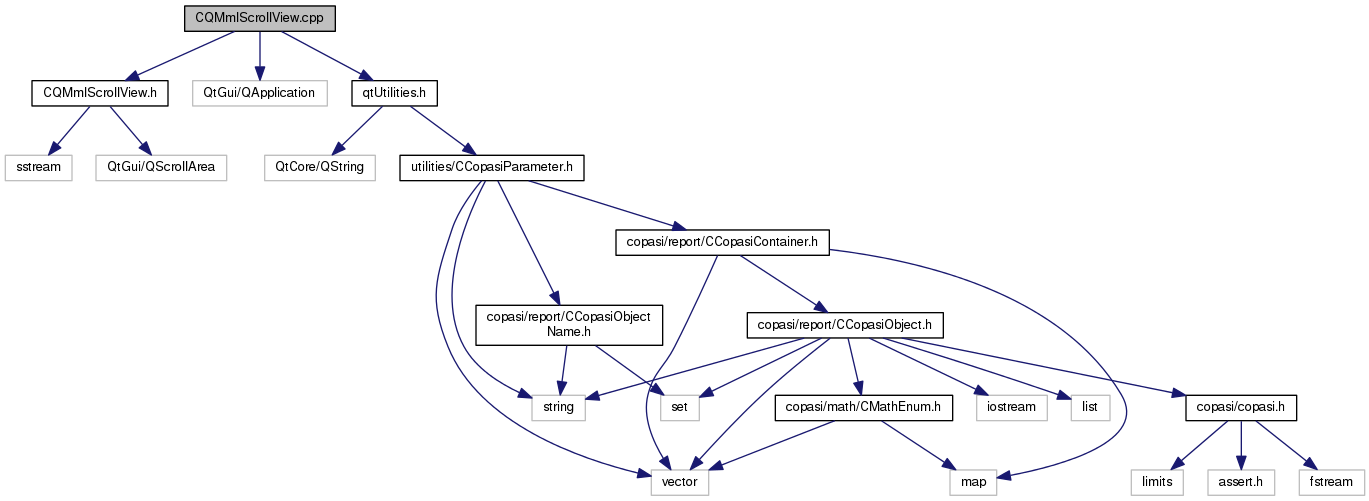 CQMmlScrollView.cpp
CQMmlScrollView.h
QtGui/QApplication
qtUtilities.h
sstream
QtGui/QScrollArea
QtCore/QString
utilities/CCopasiParameter.h
copasi/report/CCopasiContainer.h
copasi/report/CCopasiObject
Name.h
copasi/report/CCopasiObject.h
string
set
copasi/math/CMathEnum.h
iostream
list
copasi/copasi.h
vector
map
limits
assert.h
fstream